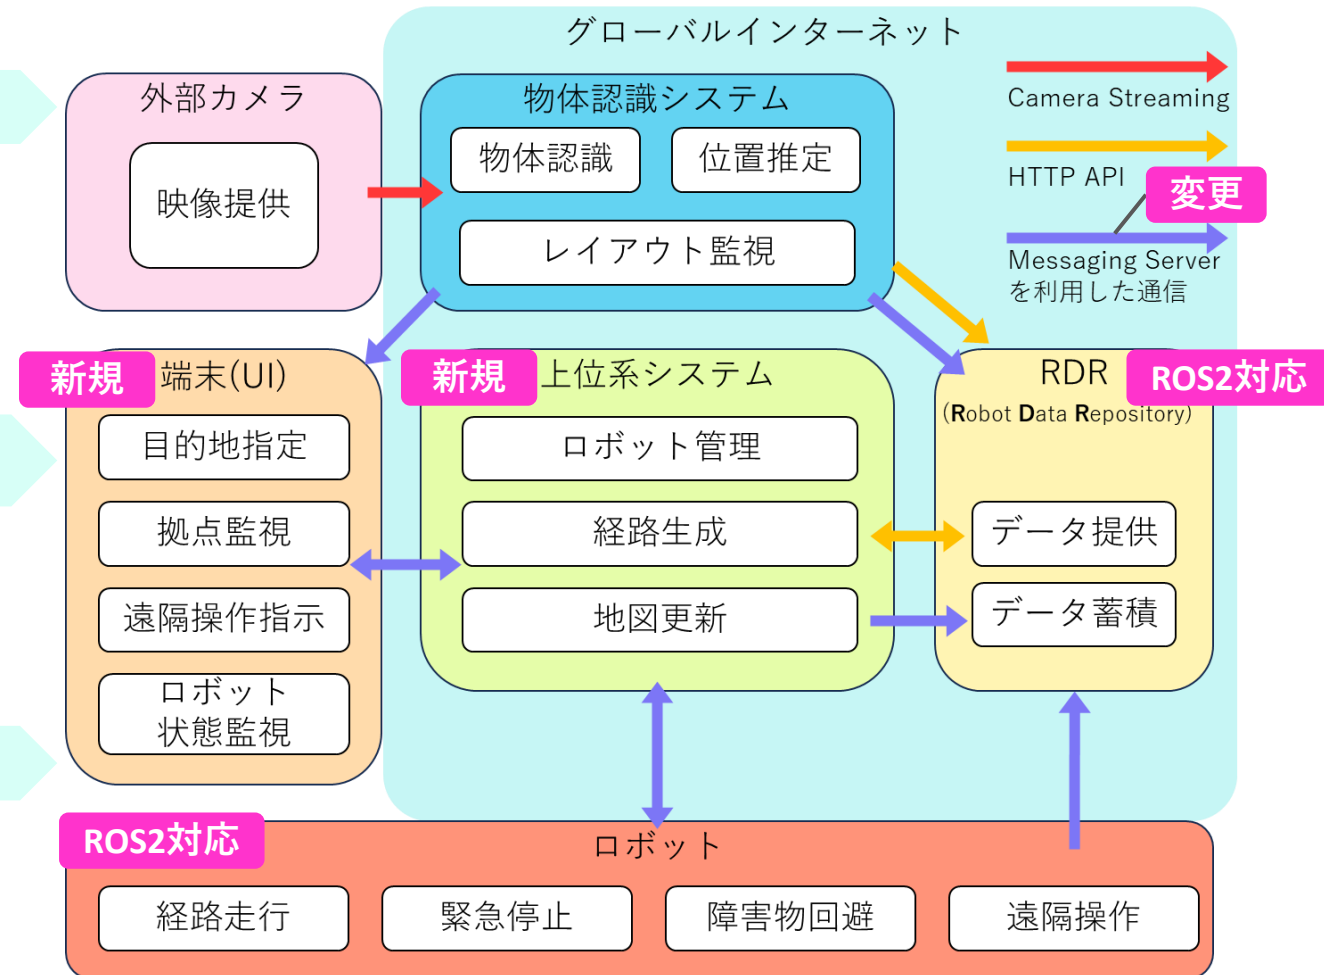 グローバルインターネット
外部カメラ
映像提供
物体認識システム
物体認識
位置推定
レイアウト監視
Camera Streaming
HTTP API
変更
Messaging Server
を利用した通信
新規
端末(UI)
目的地指定
拠点監視
遠隔操作指示
ロボット
状態監視
新規
上位系システム
ロボット管理
経路生成
地図更新
RDR
ROS2対応
(Robot Data Repository)
データ提供
データ蓄積
ROS2対応
ロボット
経路走行
緊急停止
障害物回避
遠隔操作